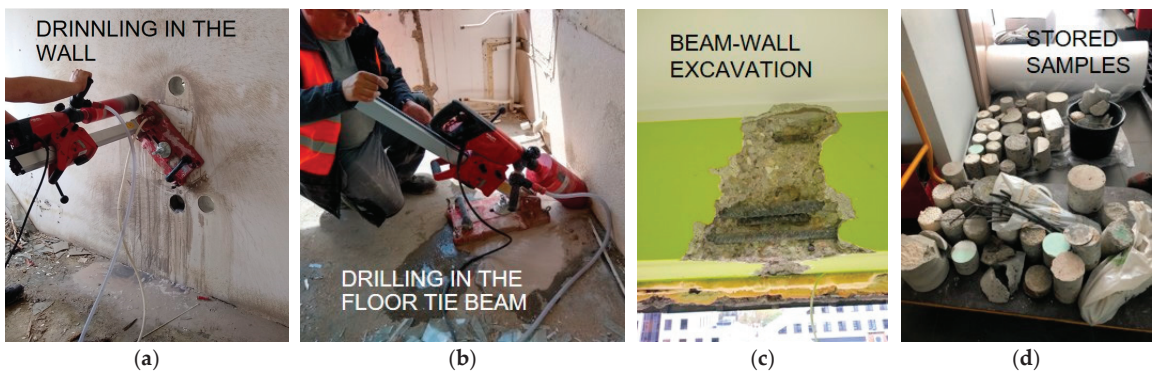 DRINNLING IN THE
WALL
DRILLING IN THE
FLOOR TIE BEAM
BEAM-WALL
EXCAVATION
STORED
SAMPLES
(a)
(b)
(c)
(d)